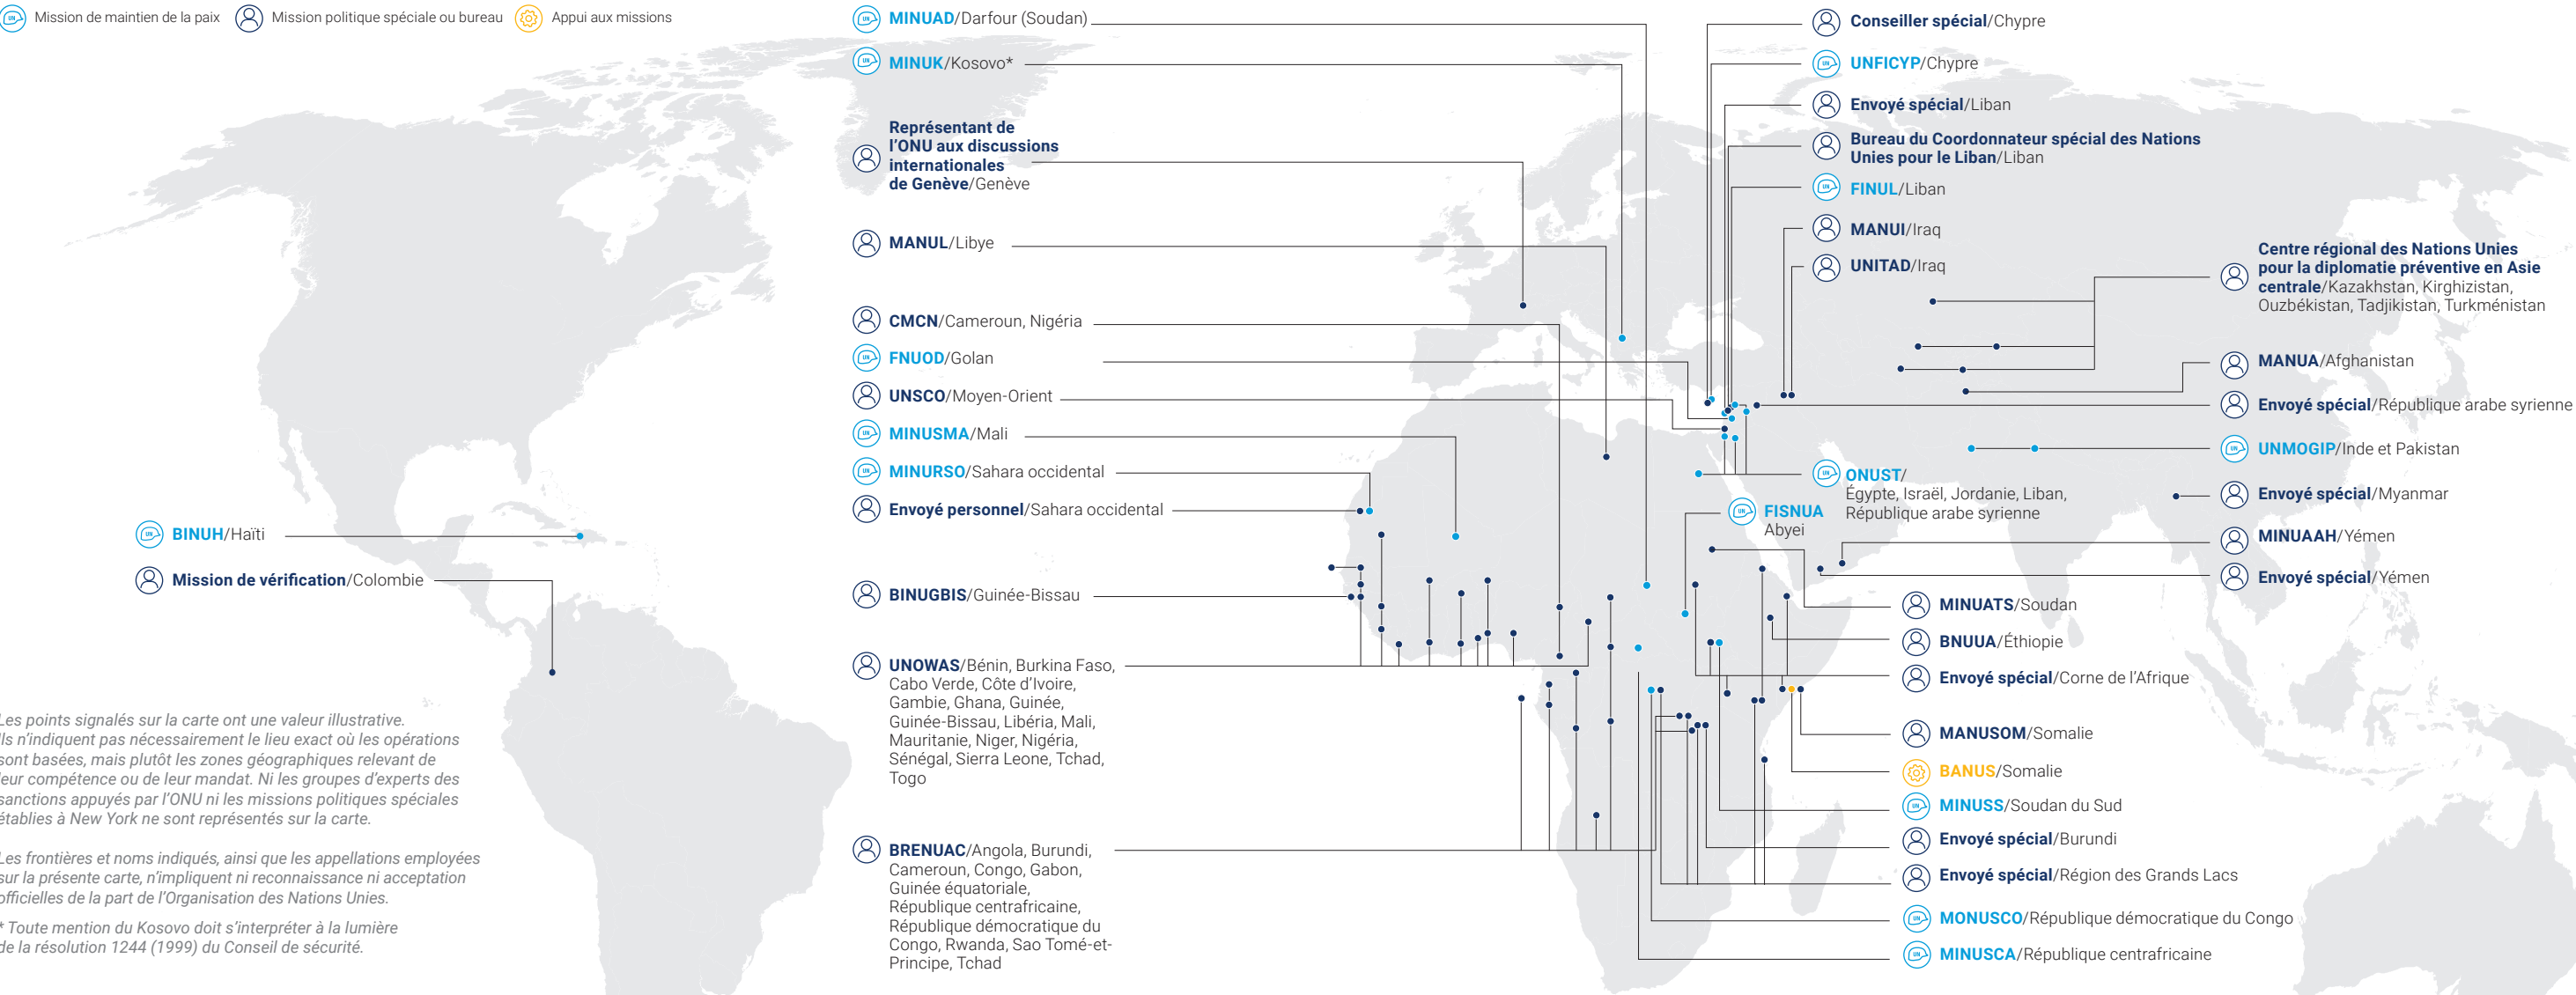 Mission de maintien de la paix
Mission politique spéciale ou bureau
Appui aux missions
MINUAD/Darfour (Soudan)
MINUK/Kosovo*
Représentant de
l'ONU aux discussions
internationales
de Genève/Genève
MANUL/Libye
CMCN/Cameroun, Nigéria
FNUOD/Golan
UNSCO/Moyen-Orient
MINUSMA/Mali
MINURSO/Sahara occidental
Envoyé personnel/Sahara occidental
BINUGBIS/Guinée-Bissau
UNOWAS/Bénin, Burkina Faso,
Cabo Verde, Côte d'Ivoire,
Gambie, Ghana, Guinée,
Guinée-Bissau, Libéria, Mali,
Mauritanie, Niger, Nigéria,
Sénégal, Sierra Leone, Tchad,
Togo
BRENUAC/Angola, Burundi,
Cameroun, Congo, Gabon,
Guinée équatoriale,
République centrafricaine,
République démocratique du
Congo, Rwanda, Sao Tomé-et-
Principe, Tchad
BINUH/Haïti
Mission de vérification/Colombie
Les points signalés sur la carte ont une valeur illustrative.
Ils n'indiquent pas nécessairement le lieu exact où les opérations
sont basées, mais plutôt les zones géographiques relevant de
leur compétence ou de leur mandat. Ni les groupes d'experts des
sanctions appuyés par l'ONU ni les missions politiques spéciales
établies à New York ne sont représentés sur la carte.
Les frontières et noms indiqués, ainsi que les appellations employées
sur la présente carte, n'impliquent ni reconnaissance ni acceptation
officielles de la part de l'Organisation des Nations Unies.
* Toute mention du Kosovo doit s'interpréter à la lumière
de la résolution 1244 (1999) du Conseil de sécurité.
Conseiller spécial/Chypre
UNFICYP/Chypre
Envoyé spécial/Liban
Bureau du Coordonnateur spécial des Nations
Unies pour le Liban/Liban
FINUL/Liban
MANUI/Iraq
UNITAD/Iraq
Centre régional des Nations Unies
pour la diplomatie préventive en Asie
centrale/Kazakhstan, Kirghizistan,
Ouzbékistan, Tadjikistan, Turkménistan
MANUA/Afghanistan
Envoyé spécial/République arabe syrienne
UNMOGIP/Inde et Pakistan
ONUST/
Égypte, Israël, Jordanie, Liban,
République arabe syrienne
FISNUA
Abyei
Envoyé spécial/Myanmar
MINUAAH/Yémen
Envoyé spécial/Yémen
MINUATS/Soudan
BNUUA/Éthiopie
Envoyé spécial/Corne de l'Afrique
MANUSOM/Somalie
BANUS/Somalie
MINUSS/Soudan du Sud
Envoyé spécial/Burundi
Envoyé spécial/Région des Grands Lacs
MONUSCO/République démocratique du Congo
MINUSCA/République centrafricaine